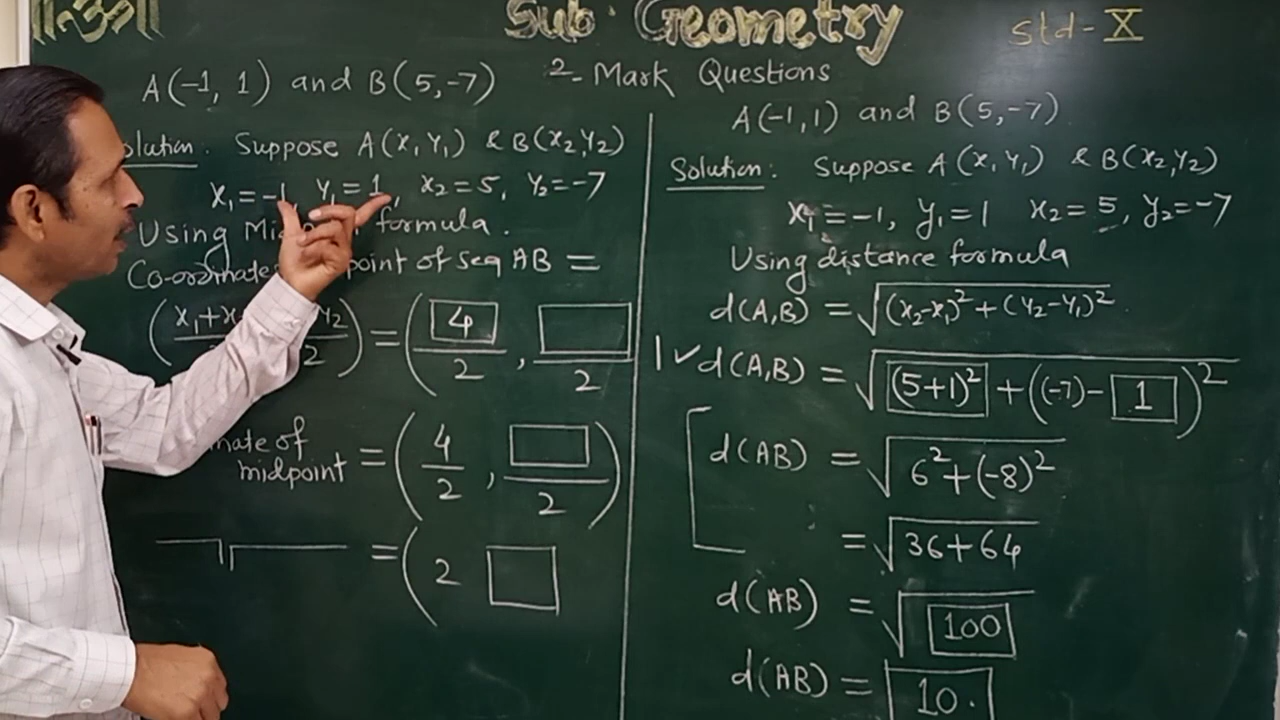 Sub. Geometry
std - X
2- Mark Questions
A(-1, 1) and B(5,-7)
olution. Suppose A(x, y₁) & B(x₂,y₂)
x₁=-1, y₁=1, x₂=5, y₂=-7
Using formula.
Co-ordinates point of seg AB =
= (4/2, □/2)
midpoint = (4/2, □/2)
= (2 □
A(-1,1) and B(5,-7)
Solution: Suppose A(x, y₁) & B(x₂,y₂)
x₁=-1, y₁=1 x₂=5, y₂=-7
Using distance formula
d(A,B) = √(x₂-x₁)²+(y₂-y₁)²
1✓ d(A,B) = √(5+1)²+((-7)-1)²
d(AB) = √6²+(-8)²
= √36+64
d(AB) = √100
d(AB) = 10.